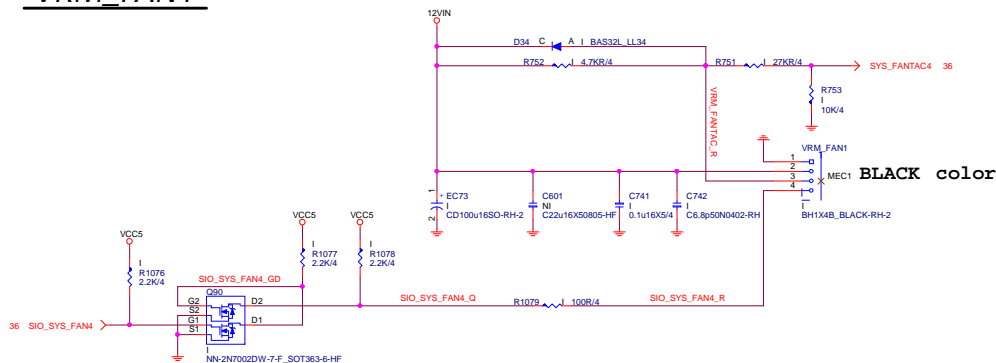 VRM_FAN1
12VIN
D34 C A I BAS32L_LL34
R752 I 4.7KR/4
R751 I 27KR/4
SYS_FANTAC4 36
R753
I
10K/4
VRM_FANTAC_R
VRM_FAN1
1
2
3
4
MEC1
BLACK color
I
BH1X4B_BLACK-RH-2
1
+
2
EC73
I
CD100u16SO-RH-2
C601
NI
C22u16X50805-HF
C741
I
0.1u16X5/4
C742
I
C6.8p50N0402-RH
VCC5
VCC5
VCC5
I
R1077
2.2K/4
I
R1078
2.2K/4
I
R1076
2.2K/4
SIO_SYS_FAN4_GD
Q90
G2
S2
G1
S1
D2
D1
SIO_SYS_FAN4_Q
R1079 I 100R/4
SIO_SYS_FAN4_R
36 SIO_SYS_FAN4
I
NN-2N7002DW-7-F_SOT363-6-HF